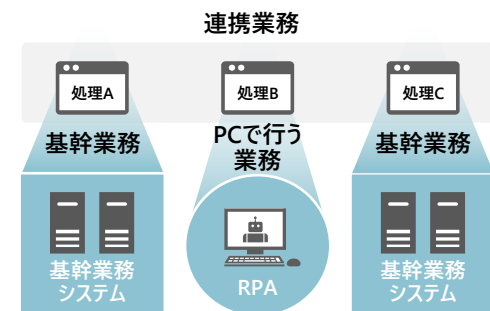 連携業務
処理A
処理B
処理C
基幹業務
PCで行う
業務
基幹業務
基幹業務
システム
RPA
基幹業務
システム